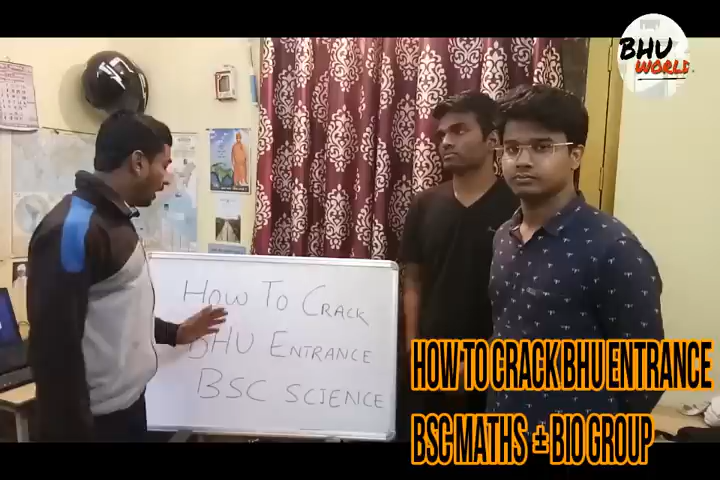 BHU
WORLD
HOW TO CRACK
BHU ENTRANCE
BSC SCIENCE
HOW TO CRACK BHU ENTRANCE
BSC MATHS ± BIO GROUP